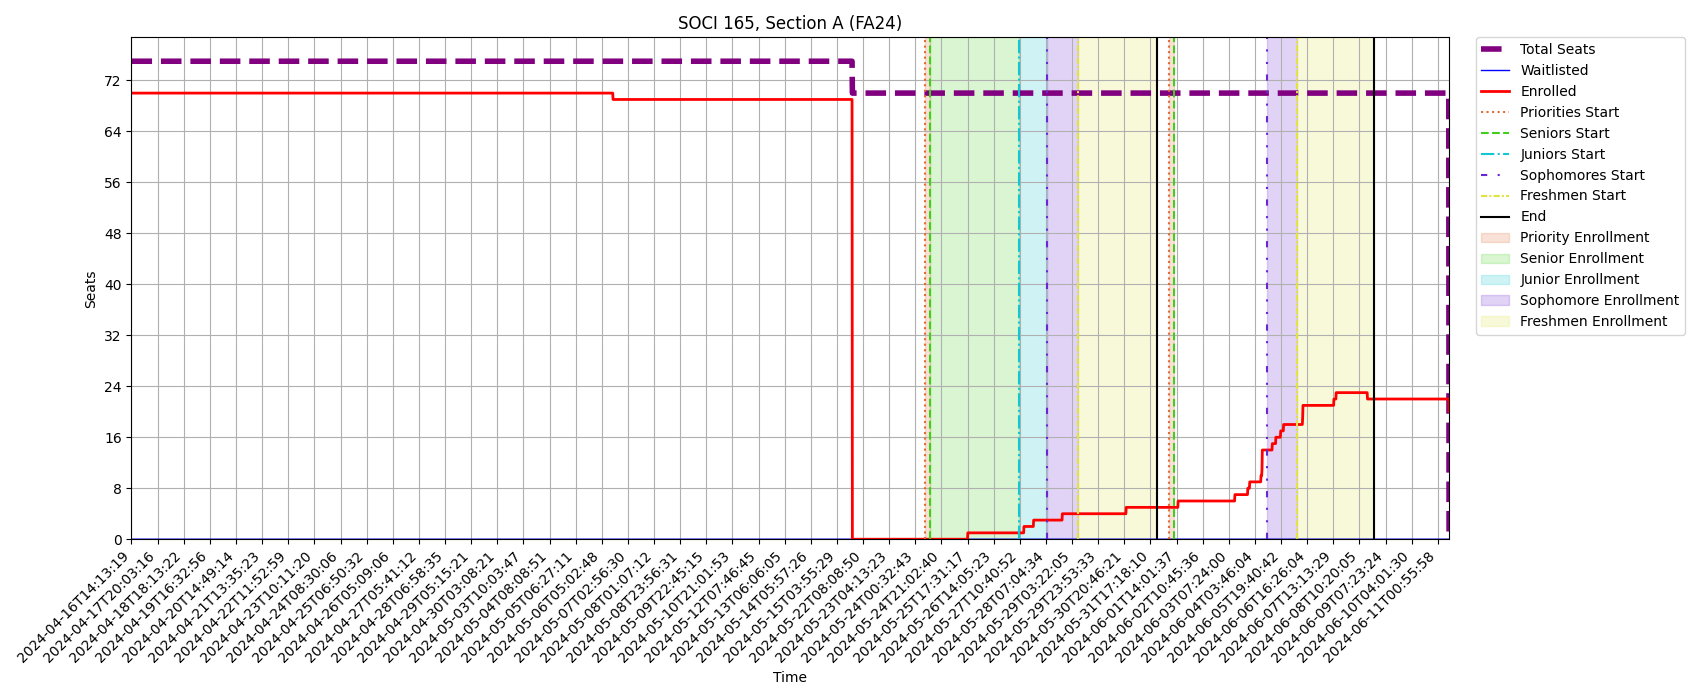 SOCI 165, Section A (FA24)
Seats
72
64
56
48
40
32
24
16
8
0
2024-04-16T14:13:19
2024-04-17T20:03:16
2024-04-18T18:13:22
2024-04-19T16:32:56
2024-04-20T14:49:14
2024-04-21T13:35:23
2024-04-22T11:52:59
2024-04-23T10:11:20
2024-04-24T08:30:06
2024-04-25T06:50:32
2024-04-26T05:09:06
2024-04-27T05:41:12
2024-04-28T06:58:35
2024-04-29T05:15:21
2024-04-30T03:08:21
2024-05-03T10:03:47
2024-05-04T08:08:51
2024-05-05T06:27:11
2024-05-06T05:02:48
2024-05-07T02:56:30
2024-05-08T01:07:12
2024-05-08T23:56:31
2024-05-09T22:45:15
2024-05-10T21:01:53
2024-05-12T07:46:45
2024-05-13T06:06:05
2024-05-14T05:57:26
2024-05-15T03:55:29
2024-05-22T08:08:50
2024-05-23T04:13:23
2024-05-24T00:32:43
2024-05-24T21:02:40
2024-05-25T17:31:17
2024-05-26T14:05:23
2024-05-27T10:40:52
2024-05-28T07:04:34
2024-05-29T03:22:05
2024-05-29T23:53:33
2024-05-30T20:46:21
2024-05-31T17:18:10
2024-06-01T14:01:37
2024-06-02T10:45:36
2024-06-03T07:24:00
2024-06-04T03:46:04
2024-06-05T19:40:42
2024-06-06T16:26:04
2024-06-07T13:13:29
2024-06-08T10:20:05
2024-06-09T07:23:24
2024-06-10T04:01:30
2024-06-11T00:55:58
Time
Total Seats
Waitlisted
Enrolled
Priorities Start
Seniors Start
Juniors Start
Sophomores Start
Freshmen Start
End
Priority Enrollment
Senior Enrollment
Junior Enrollment
Sophomore Enrollment
Freshmen Enrollment